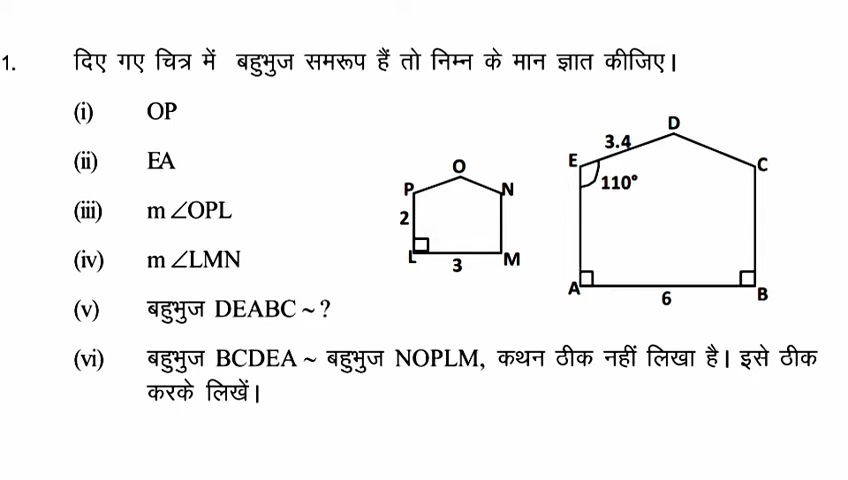 1. दिए गए चित्र में बहुभुज समरूप हैं तो निम्न के मान ज्ञात कीजिए।
(i) OP
(ii) EA
(iii) m ∠OPL
(iv) m ∠LMN
(v) बहुभुज DEABC ~ ?
(vi) बहुभुज BCDEA ~ बहुभुज NOPLM, कथन ठीक नहीं लिखा है। इसे ठीक
करके लिखें।
O
P
N
2
L
3
M
D
3.4
E
C
110°
A
6
B